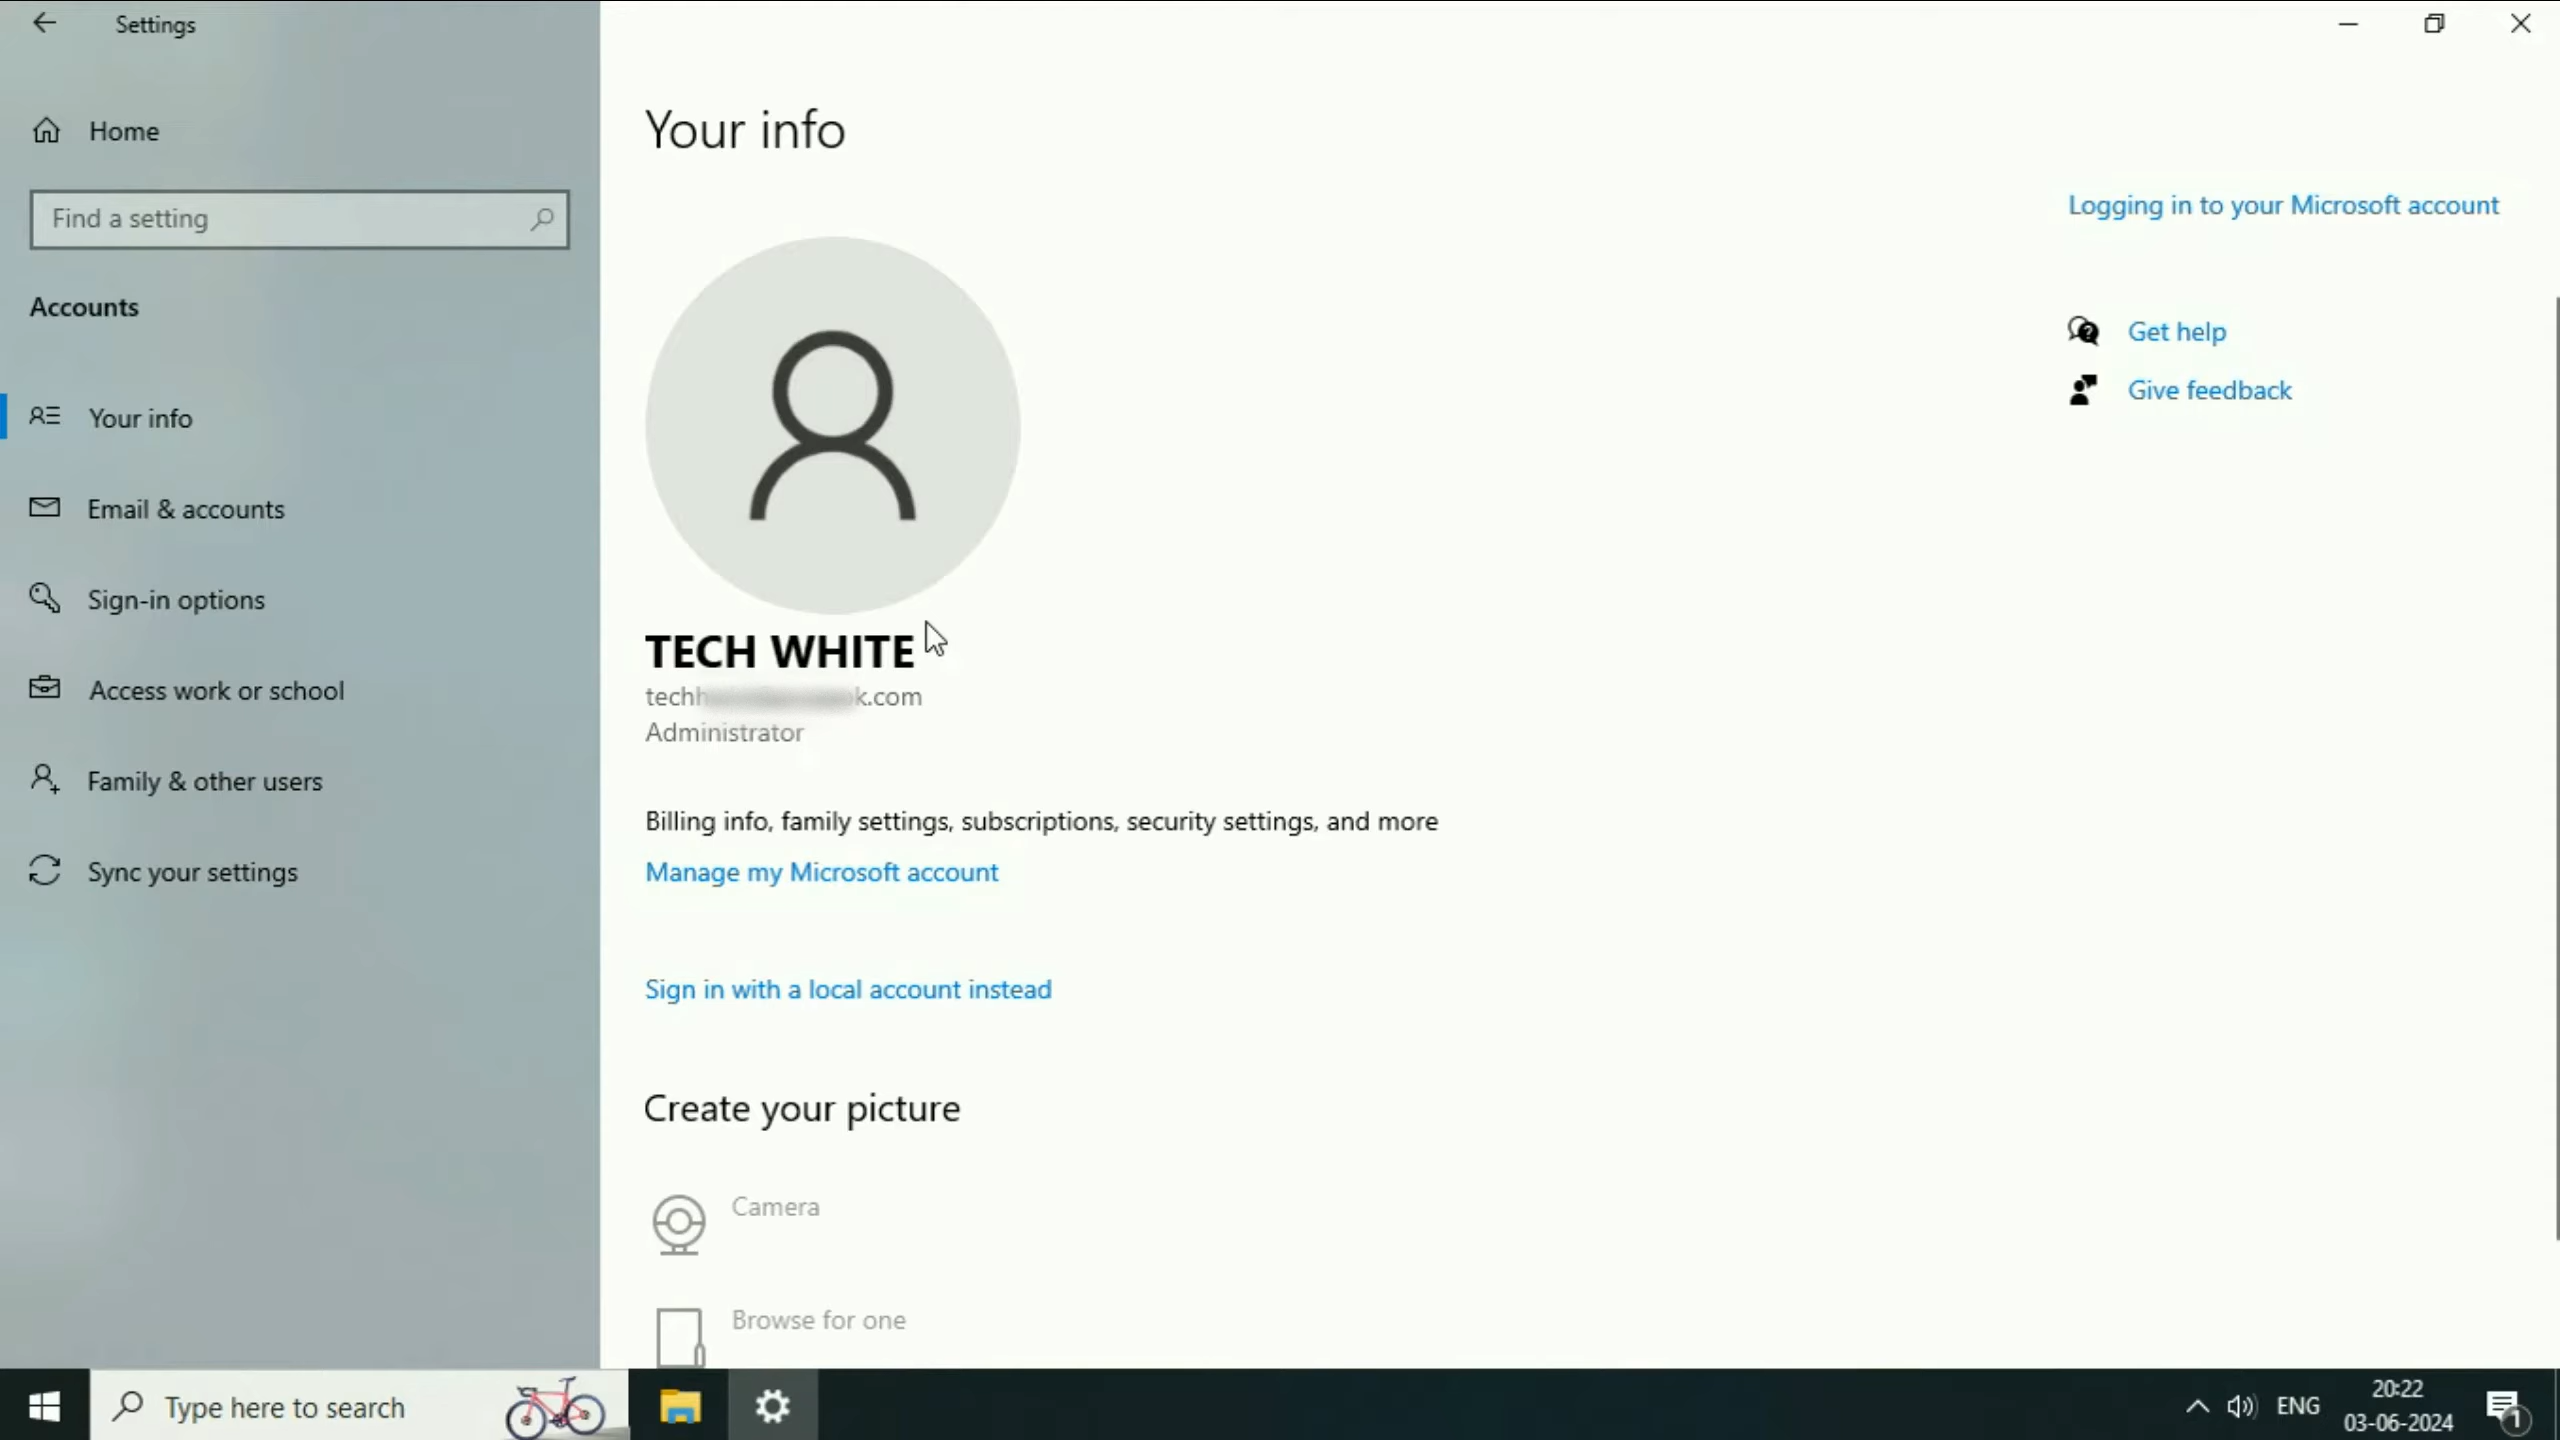 Settings
Home
Find a setting
Accounts
Your info
Email & accounts
Sign-in options
Access work or school
Family & other users
Sync your settings
Your info
TECH WHITE
Administrator
Billing info, family settings, subscriptions, security settings, and more
Manage my Microsoft account
Sign in with a local account instead
Create your picture
Camera
Browse for one
Logging in to your Microsoft account
Get help
Give feedback
Type here to search
ENG
20:22
03-06-2024
1